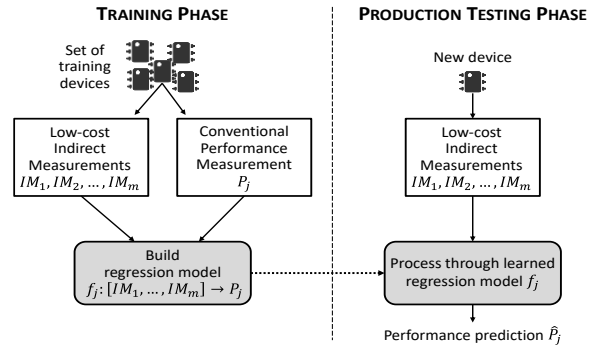 TRAINING PHASE
Set of
training
devices
Low-cost
Indirect
Measurements
𝐼𝑀₁, 𝐼𝑀₂, … , 𝐼𝑀ₘ
Conventional
Performance
Measurement
𝑃ⱼ
Build
regression model
𝑓ⱼ: [𝐼𝑀₁, … , 𝐼𝑀ₘ] → 𝑃ⱼ
PRODUCTION TESTING PHASE
New device
Low-cost
Indirect
Measurements
𝐼𝑀₁, 𝐼𝑀₂, … , 𝐼𝑀ₘ
Process through learned
regression model 𝑓ⱼ
Performance prediction 𝑃̂ⱼ